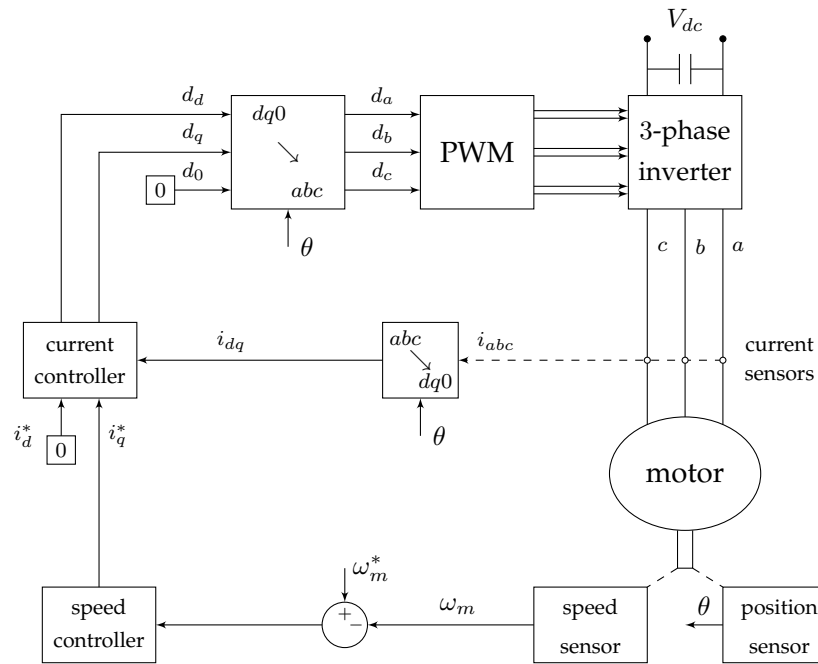 V_dc
d_d
d_a
dq0
d_q
d_b
PWM
3-phase
inverter
d_0
d_c
0
abc
θ
c b a
current
controller
i_dq
abc
dq0
i_abc
current
sensors
i_d^*
0
i_q^*
θ
motor
ω_m^*
speed
controller
+
−
ω_m
speed
sensor
θ
position
sensor